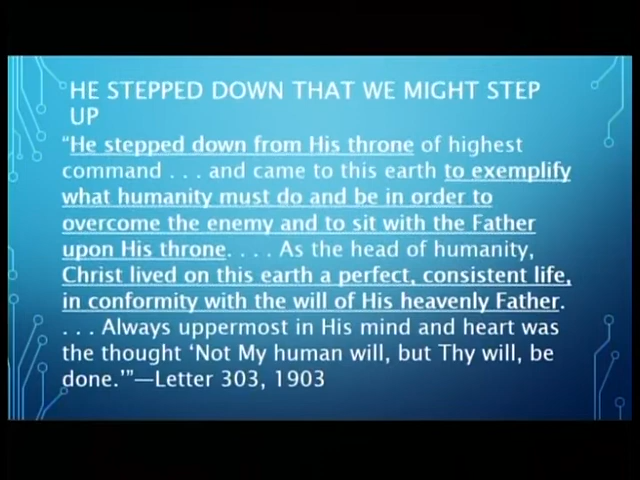 HE STEPPED DOWN THAT WE MIGHT STEP
UP
“He stepped down from His throne of highest
command . . . and came to this earth to exemplify
what humanity must do and be in order to
overcome the enemy and to sit with the Father
upon His throne. . . . As the head of humanity,
Christ lived on this earth a perfect, consistent life,
in conformity with the will of His heavenly Father.
. . . Always uppermost in His mind and heart was
the thought ‘Not My human will, but Thy will, be
done.’”—Letter 303, 1903